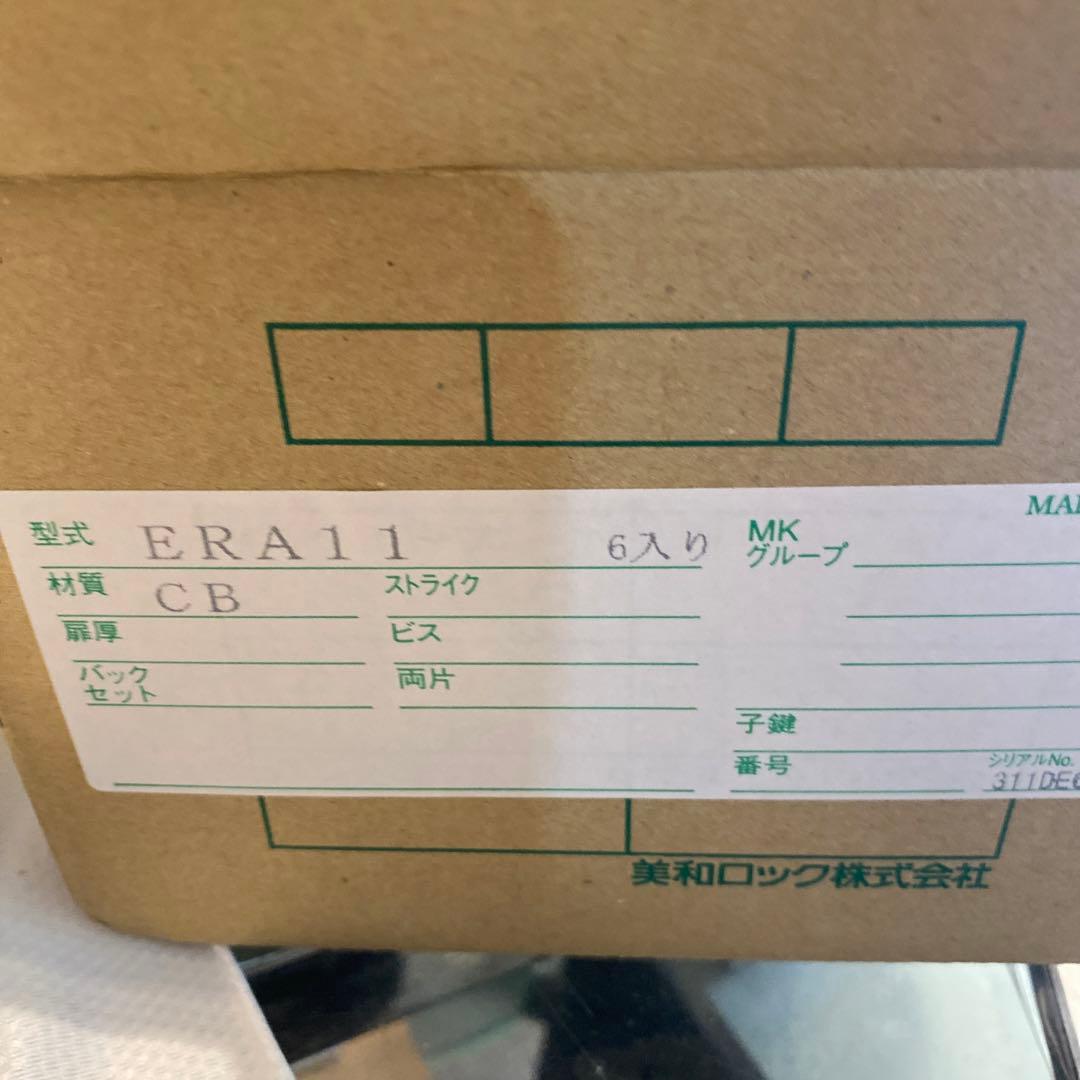 MA
型式 ERA11 6入り MK
グループ
材質 CB ストライク
扉厚 ビス
バック
セット 両片
子鍵
番号 シリアルNo.
311DE6
美和ロック株式会社